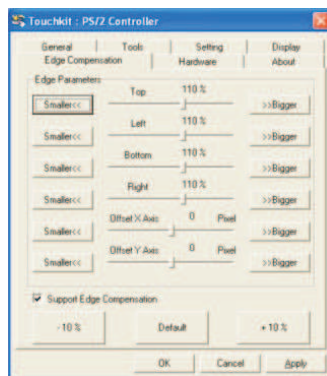 Touchkit : PS/2 Controller
General Tools Setting Display
Edge Compensation Hardware About
Edge Parameters
Top 110 %
Smaller<< >>Bigger
Left 110 %
Smaller<< >>Bigger
Bottom 110 %
Smaller<< >>Bigger
Right 110 %
Smaller<< >>Bigger
Offset X Axis 0 Pixel
Smaller<< >>Bigger
Offset Y Axis 0 Pixel
Smaller<< >>Bigger
Support Edge Compensation
- 10 % Default + 10 %
OK Cancel Apply